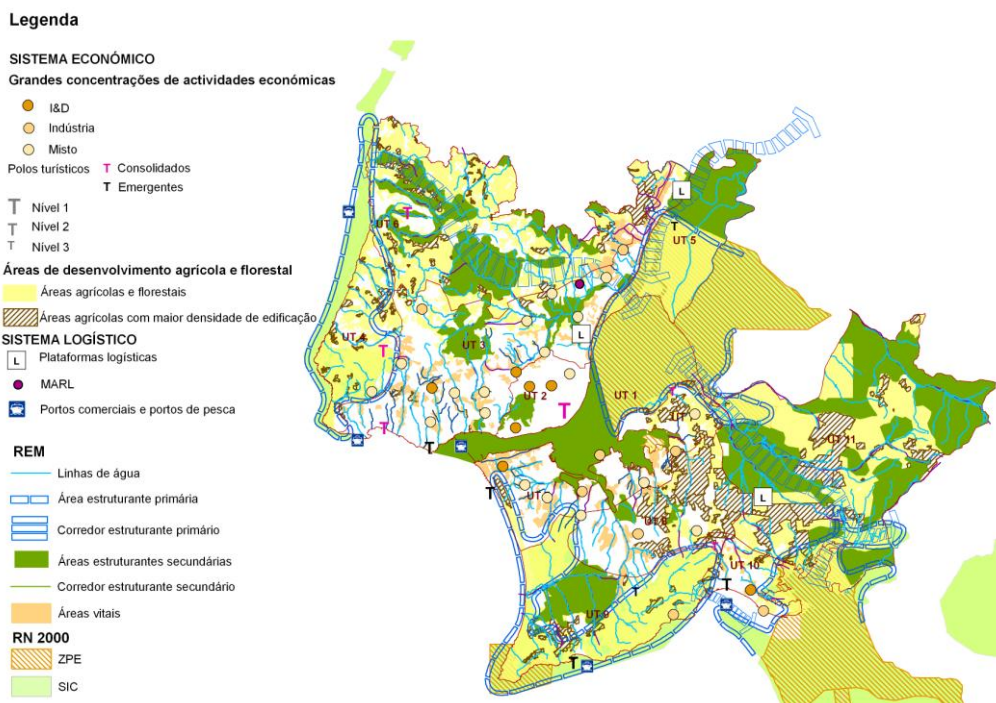 Legenda
SISTEMA ECONÓMICO
Grandes concentrações de actividades económicas
I&D
Indústria
Misto
Polos turísticos T Consolidados
T Emergentes
T Nível 1
T Nível 2
T Nível 3
Áreas de desenvolvimento agrícola e florestal
Áreas agrícolas e florestais
Áreas agrícolas com maior densidade de edificação
SISTEMA LOGÍSTICO
L Plataformas logísticas
MARL
Portos comerciais e portos de pesca
REM
Linhas de água
Área estruturante primária
Corredor estruturante primário
Áreas estruturantes secundárias
Corredor estruturante secundário
Áreas vitais
RN 2000
ZPE
SIC
L
T
T
UT 6
UT 5
UT 4
L
UT 3
T
UT 1
UT 2
T
UT
T
T
UT 11
T
UT
L
UT 10
T
T
UT 9
T